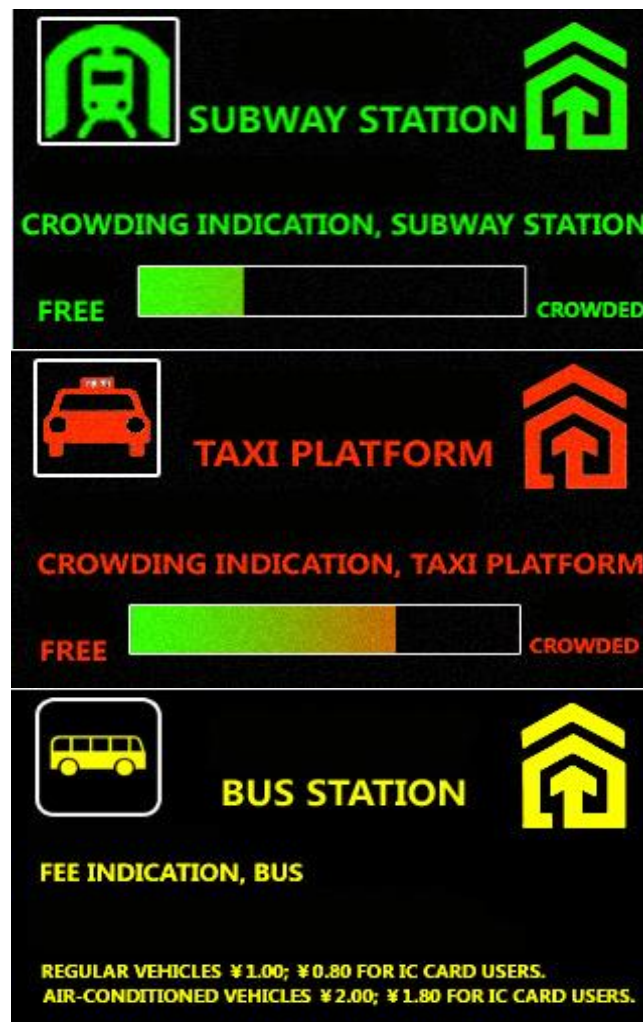 SUBWAY STATION
CROWDING INDICATION, SUBWAY STATION
FREE
CROWDED
TAXI PLATFORM
CROWDING INDICATION, TAXI PLATFORM
FREE
CROWDED
BUS STATION
FEE INDICATION, BUS
REGULAR VEHICLES ¥1.00; ¥0.80 FOR IC CARD USERS.
AIR-CONDITIONED VEHICLES ¥2.00; ¥1.80 FOR IC CARD USERS.